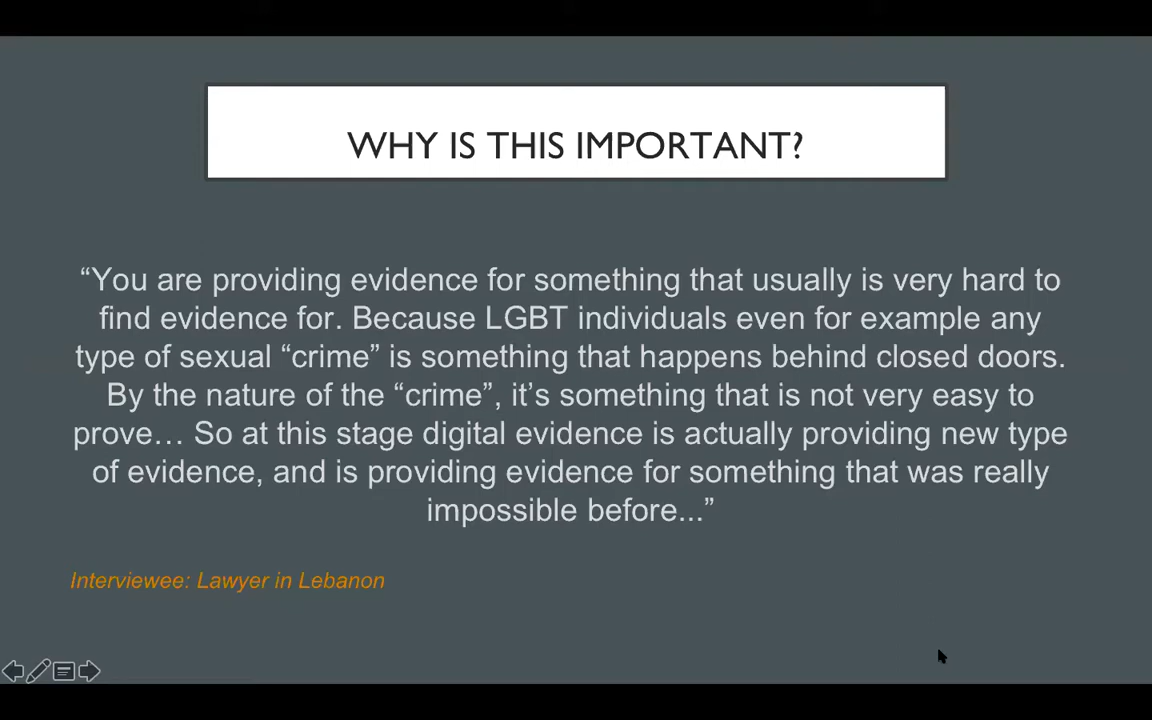 WHY IS THIS IMPORTANT?
“You are providing evidence for something that usually is very hard to
find evidence for. Because LGBT individuals even for example any
type of sexual “crime” is something that happens behind closed doors.
By the nature of the “crime”, it’s something that is not very easy to
prove… So at this stage digital evidence is actually providing new type
of evidence, and is providing evidence for something that was really
impossible before...”
Interviewee: Lawyer in Lebanon